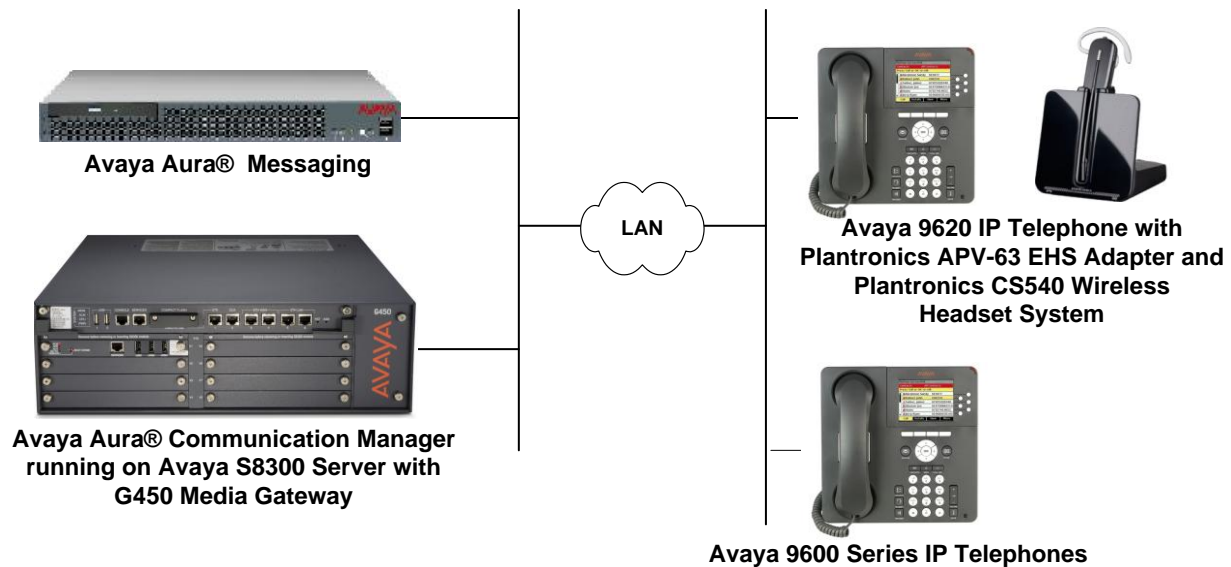 Avaya Aura® Messaging
LAN
Avaya 9620 IP Telephone with
Plantronics APV-63 EHS Adapter and
Plantronics CS540 Wireless
Headset System
G450
AVAYA
Avaya Aura® Communication Manager
running on Avaya S8300 Server with
G450 Media Gateway
Avaya 9600 Series IP Telephones